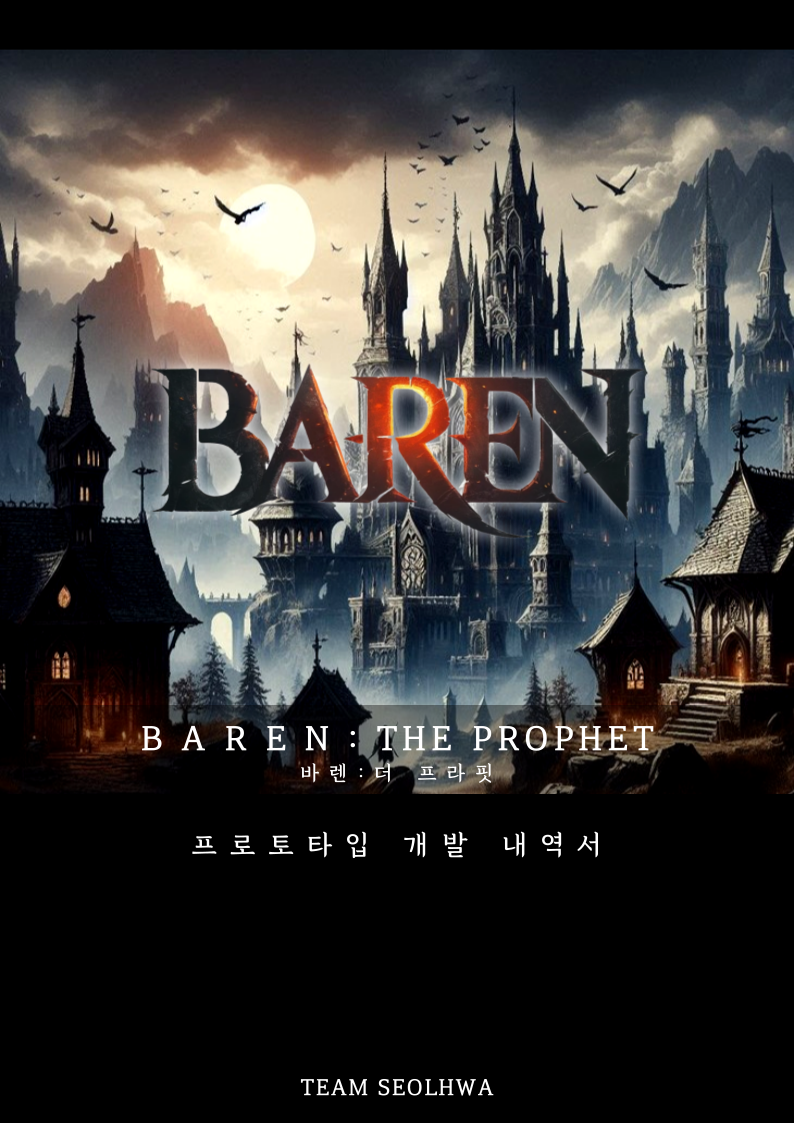 BAREN
BAREN : THE PROPHET
바렌 : 더 프라핏
프로토타입 개발 내역서
TEAM SEOLHWA